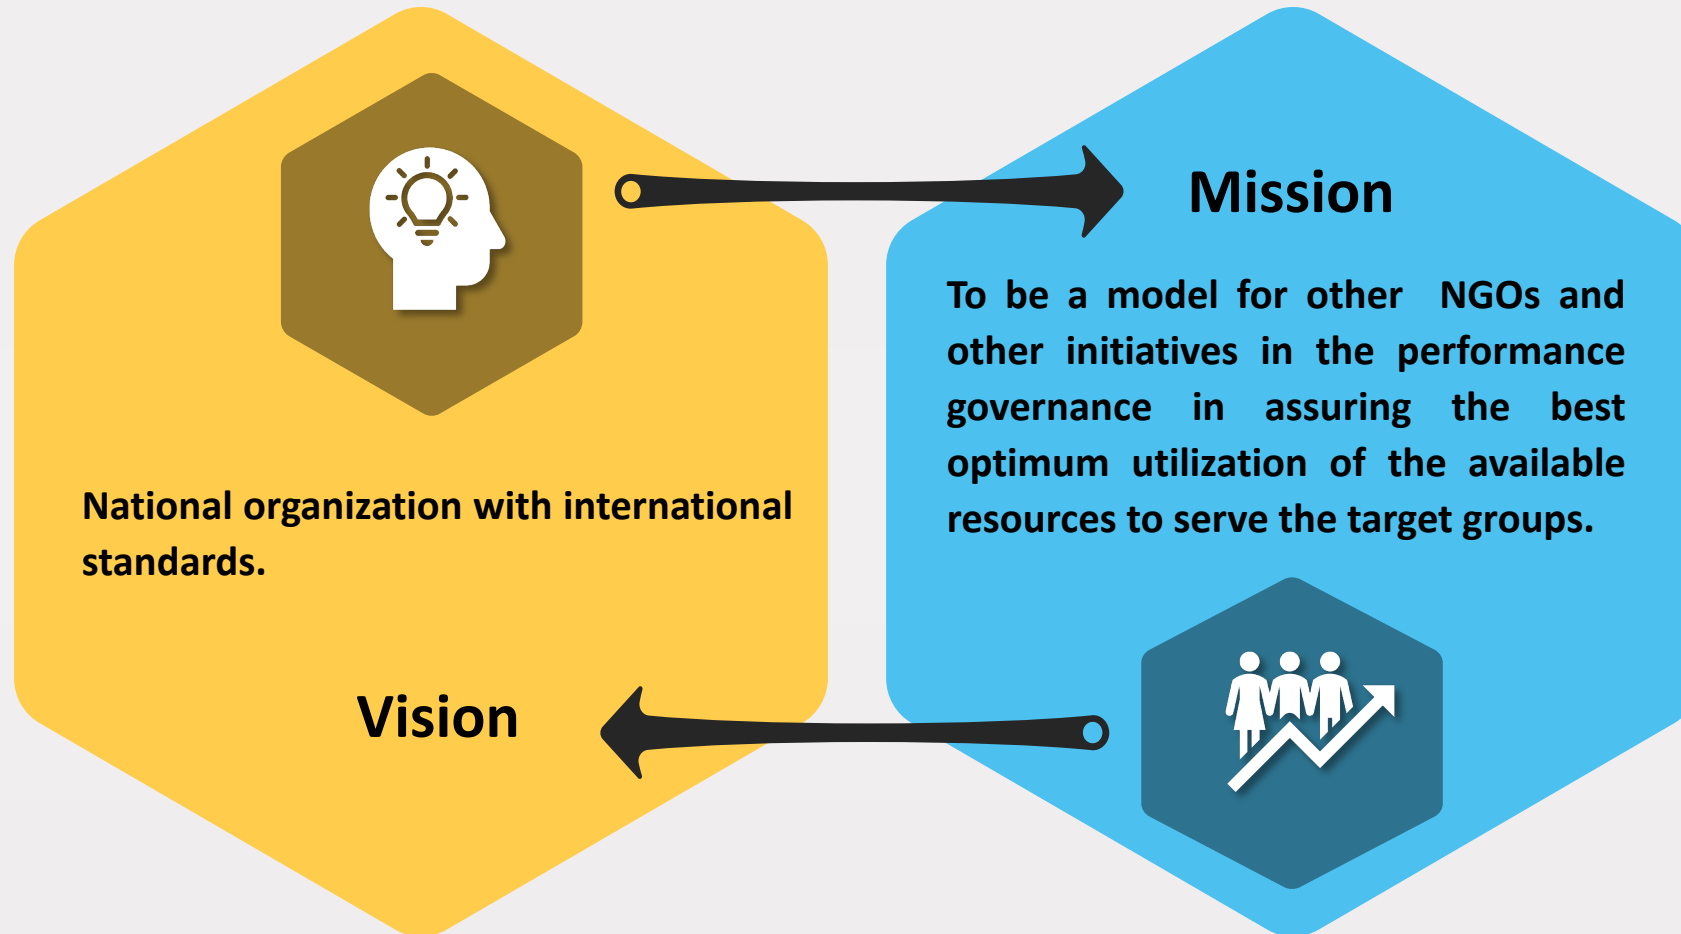 National organization with international
standards.
Vision
Mission
To be a model for other NGOs and
other initiatives in the performance
governance in assuring the best
optimum utilization of the available
resources to serve the target groups.